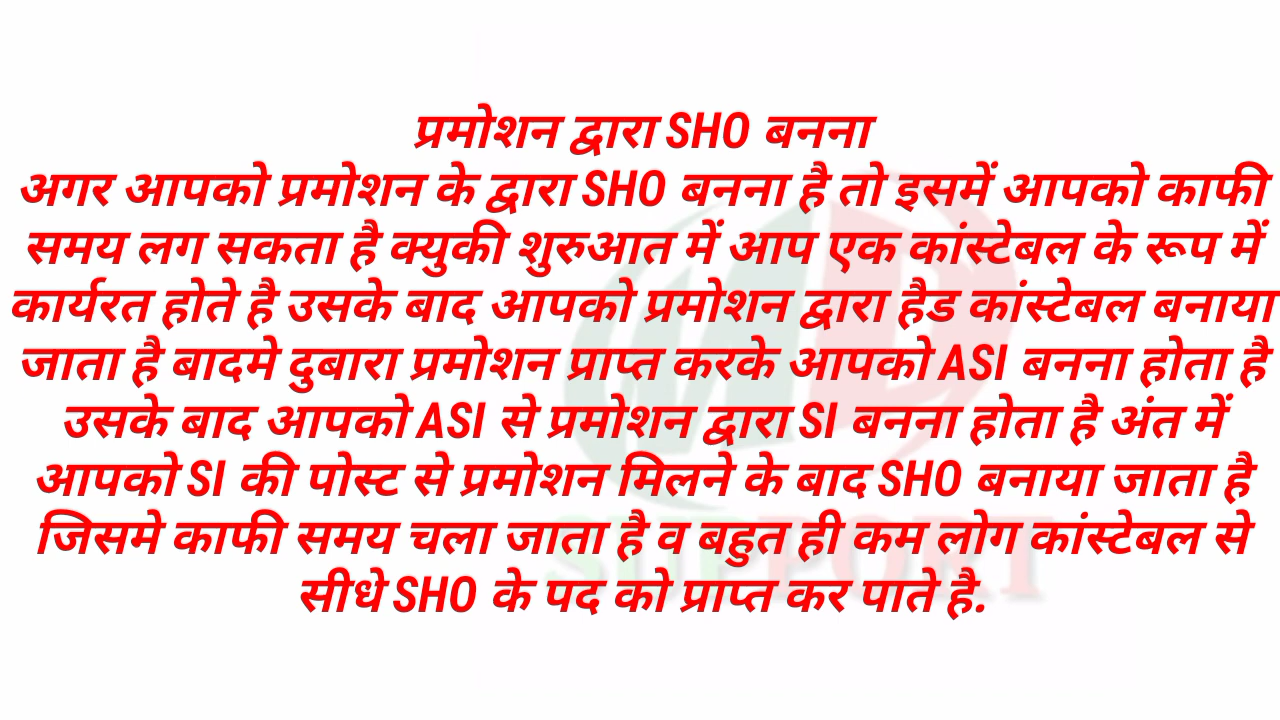 प्रमोशन द्वारा SHO बनना
अगर आपको प्रमोशन के द्वारा SHO बनना है तो इसमें आपको काफी
समय लग सकता है क्युकी शुरुआत में आप एक कांस्टेबल के रूप में
कार्यरत होते है उसके बाद आपको प्रमोशन द्वारा हैड कांस्टेबल बनाया
जाता है बादमे दुबारा प्रमोशन प्राप्त करके आपको ASI बनना होता है
उसके बाद आपको ASI से प्रमोशन द्वारा SI बनना होता है अंत में
आपको SI की पोस्ट से प्रमोशन मिलने के बाद SHO बनाया जाता है
जिसमे काफी समय चला जाता है व बहुत ही कम लोग कांस्टेबल से
सीधे SHO के पद को प्राप्त कर पाते है.
SUPPORT